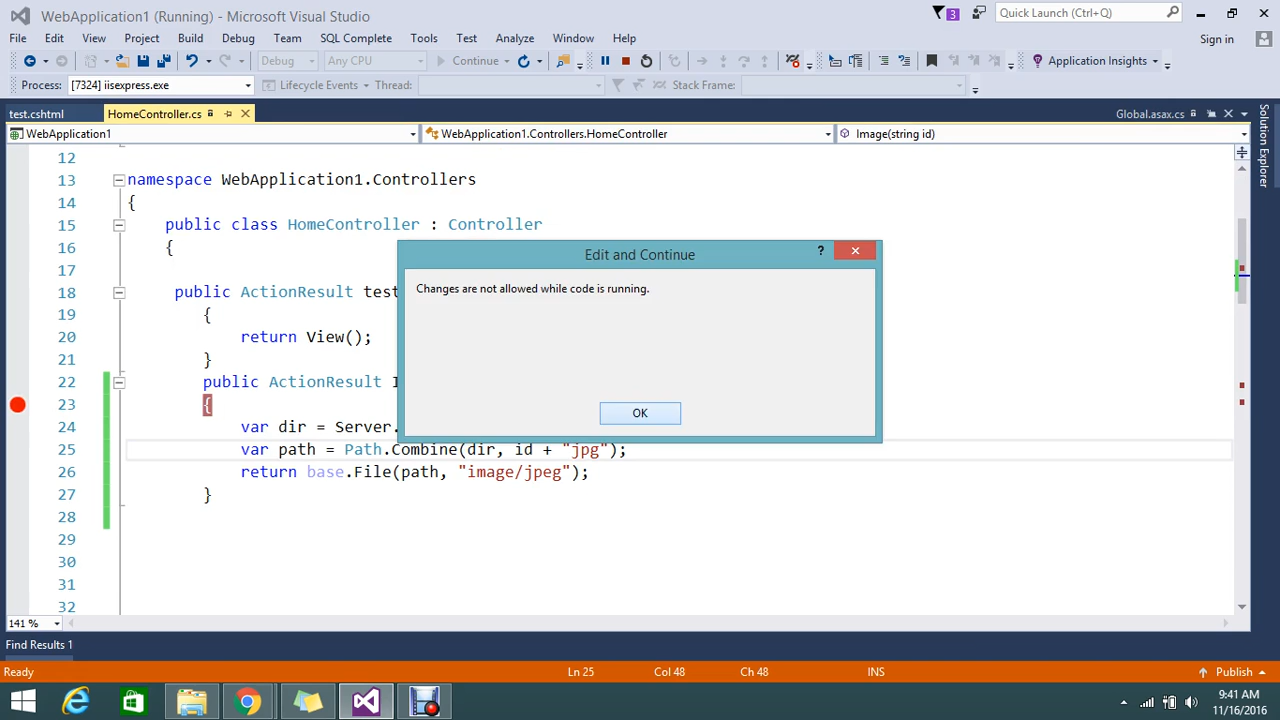 WebApplication1 (Running) - Microsoft Visual Studio
3
Quick Launch (Ctrl+Q)
File Edit View Project Build Debug Team SQL Complete Tools Test Analyze Window Help
Sign in
Debug Any CPU Continue Application Insights
Process: [7324] iisexpress.exe Lifecycle Events Thread: Stack Frame:
test.cshtml HomeController.cs Global.asax.cs
WebApplication1 WebApplication1.Controllers.HomeController Image(string id)
Solution Explorer
12
13 namespace WebApplication1.Controllers
14 {
15 public class HomeController : Controller
16 {
Edit and Continue
?
17
Changes are not allowed while code is running.
18 public ActionResult test
19 {
20 return View();
21 }
22 public ActionResult I
23 {
OK
24 var dir = Server.
25 var path = Path.Combine(dir, id + "jpg");
26 return base.File(path, "image/jpeg");
27 }
28
29
30
31
32
141 %
Find Results 1
Ready Ln 25 Col 48 Ch 48 INS Publish
9:41 AM
11/16/2016